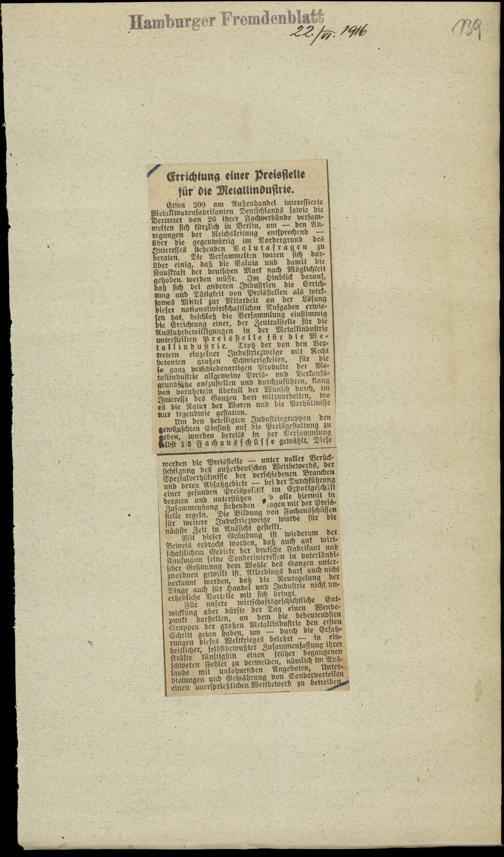 Hamburger Fremdenblatt
22./VI. 1916
139
Errichtung einer Preisstelle
für die Metallindustrie.
Etwa 200 am Außenhandel interessierte
Metallwarenfabrikanten Deutschlands sowie die
Vertreter von 26 ihrer Fachverbände versam-
melten sich kürzlich in Berlin, um — den An-
regungen der Reichsleitung entsprechend —
über die gegenwärtig im Vordergrund des
Interesses stehenden Valutafragen zu
beraten. Die Versammelten waren sich dar-
über einig, daß die Valuta und damit die
Kaufkraft der deutschen Mark nach Möglichkeit
gehoben werden müsse. Im Hinblick darauf,
daß sich bei anderen Industrien die Errich-
tung und Tätigkeit von Preisstellen als wirk-
sames Mittel zur Mitarbeit an der Lösung
dieser nationalwirtschaftlichen Aufgaben erwie-
sen hat, beschloß die Versammlung einstimmig
die Errichtung einer, der Zentralstelle für die
Ausfuhrbewilligungen in der Metallindustrie
unterstellten Preisstelle für die Me-
tallindustrie. Trotz der von den Ver-
tretern einzelner Industriezweige mit Recht
betonten großen Schwierigkeiten, für die
so ganz verschiedenartigen Produkte der Me-
tallindustrie allgemeine Preis- und Verkaufs-
grundsätze aufzustellen und durchzuführen, klang
von vornherein überall der Wunsch durch, im
Interesse des Ganzen dort mitzuarbeiten, wo
es die Natur der Waren und die Verhältnisse
nur irgendwie gestatten.
Um den beteiligten Industriegruppen den
gewünschten Einfluß auf die Preisgestaltung zu
geben, wurden bereits in der Versammlung
selbst 15 Fachausschüsse gewählt. Diese
werden die Preisstelle — unter voller Berück-
sichtigung des außerdeutschen Wettbewerbs, der
Spezialverhältnisse der verschiedenen Branchen
und deren Absatzgebiete — bei der Durchführung
einer gesunden Preispolitik im Exportgeschäft
beraten und unterstützen alle hiermit in
Zusammenhang stehenden mit der Preis-
stelle regeln. Die Bildung von Fachausschüssen
für weitere Industriezweige wurde für die
nächste Zeit in Aussicht gestellt.
Mit dieser Gründung ist wiederum der
Beweis erbracht worden, daß auch auf wirt-
schaftlichem Gebiete der deutsche Fabrikant und
Kaufmann seine Sonderinteressen in vaterländi-
scher Gesinnung dem Wohle des Ganzen unter-
zuordnen gewillt ist. Allerdings darf auch nicht
verkannt werden, daß die Neuregelung der
Dinge auch für Handel und Industrie nicht un-
erhebliche Vorteile mit sich bringt.
Für unsere wirtschaftsgeschichtliche Ent-
wicklung aber dürfte der Tag einen Wende-
punkt darstellen, an dem die bedeutendsten
Gruppen der großen Metallindustrie den ersten
Schritt getan haben, um — durch die Erfah-
rungen dieses Weltkrieges belehrt — in ein-
heitlicher, selbstbewußter Zusammenfassung ihrer
Kräfte künftighin einen früher begangenen
schweren Fehler zu vermeiden, nämlich im Aus-
lande mit unlohnenden Angeboten, Unter-
bietungen und Gewährung von Sondervorteilen
einen unersprießlichen Wettbewerb zu betreiben